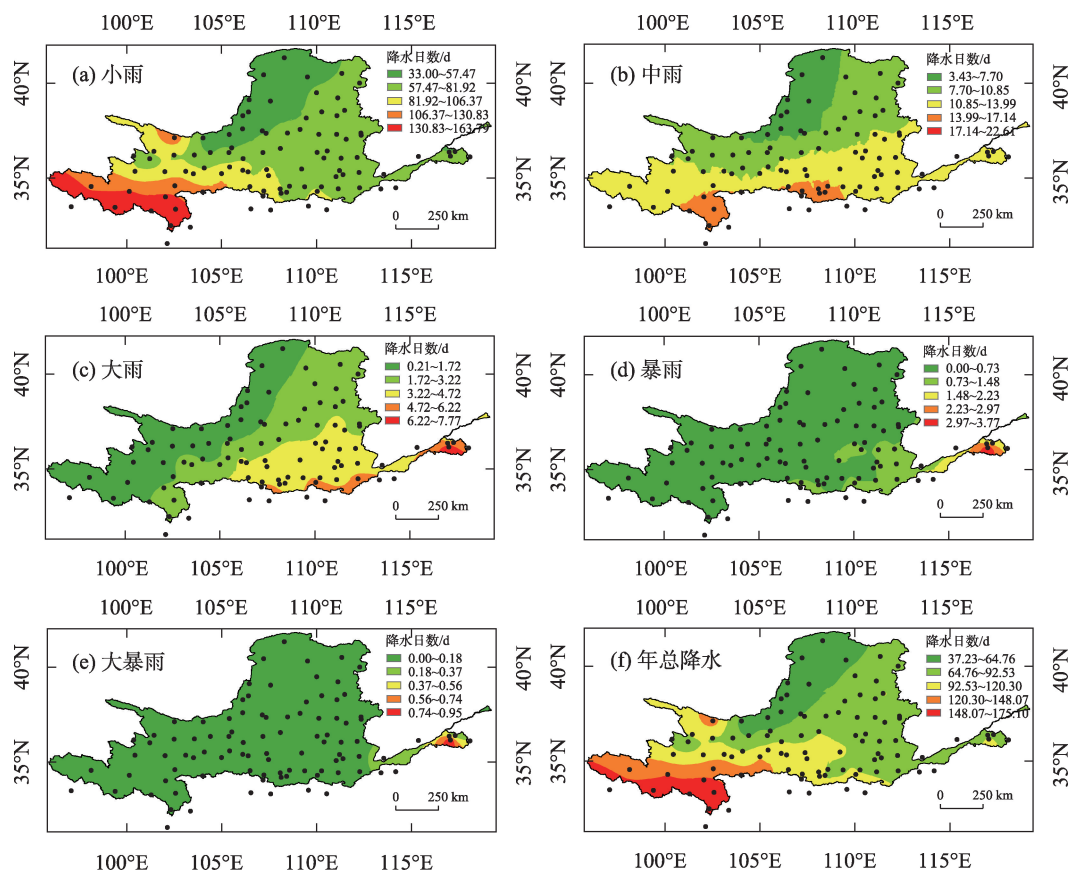 100°E 105°E 110°E 115°E
100°E 105°E 110°E 115°E
40°N
35°N
(a) 小雨
降水日数/d
33.00~57.47
57.47~81.92
81.92~106.37
106.37~130.83
130.83~163.79
0 250 km
40°N
35°N
(b) 中雨
降水日数/d
3.43~7.70
7.70~10.85
10.85~13.99
13.99~17.14
17.14~22.61
0 250 km
40°N
35°N
100°E 105°E 110°E 115°E
100°E 105°E 110°E 115°E
100°E 105°E 110°E 115°E
100°E 105°E 110°E 115°E
40°N
35°N
(c) 大雨
降水日数/d
0.21~1.72
1.72~3.22
3.22~4.72
4.72~6.22
6.22~7.77
0 250 km
40°N
35°N
(d) 暴雨
降水日数/d
0.00~0.73
0.73~1.48
1.48~2.23
2.23~2.97
2.97~3.77
0 250 km
40°N
35°N
100°E 105°E 110°E 115°E
100°E 105°E 110°E 115°E
100°E 105°E 110°E 115°E
100°E 105°E 110°E 115°E
40°N
35°N
(e) 大暴雨
降水日数/d
0.00~0.18
0.18~0.37
0.37~0.56
0.56~0.74
0.74~0.95
0 250 km
40°N
35°N
(f) 年总降水
降水日数/d
37.23~64.76
64.76~92.53
92.53~120.30
120.30~148.07
148.07~175.10
0 250 km
40°N
35°N
100°E 105°E 110°E 115°E
100°E 105°E 110°E 115°E